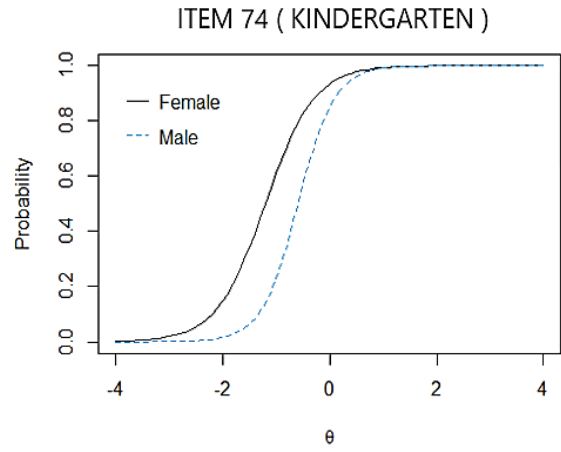 ITEM 74 ( KINDERGARTEN )
1.0
0.8
0.6
0.4
0.2
0.0
Probability
Female
Male
-4 -2 0 2 4
θ